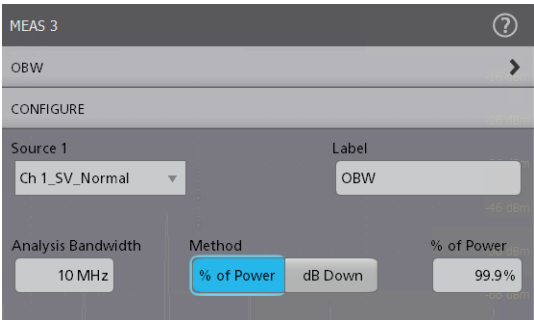 MEAS 3 ?
OBW
CONFIGURE
Source 1 Label
Ch 1_SV_Normal OBW
-46 dBm
Analysis Bandwidth Method % of Power
10 MHz % of Power dB Down 99.9%